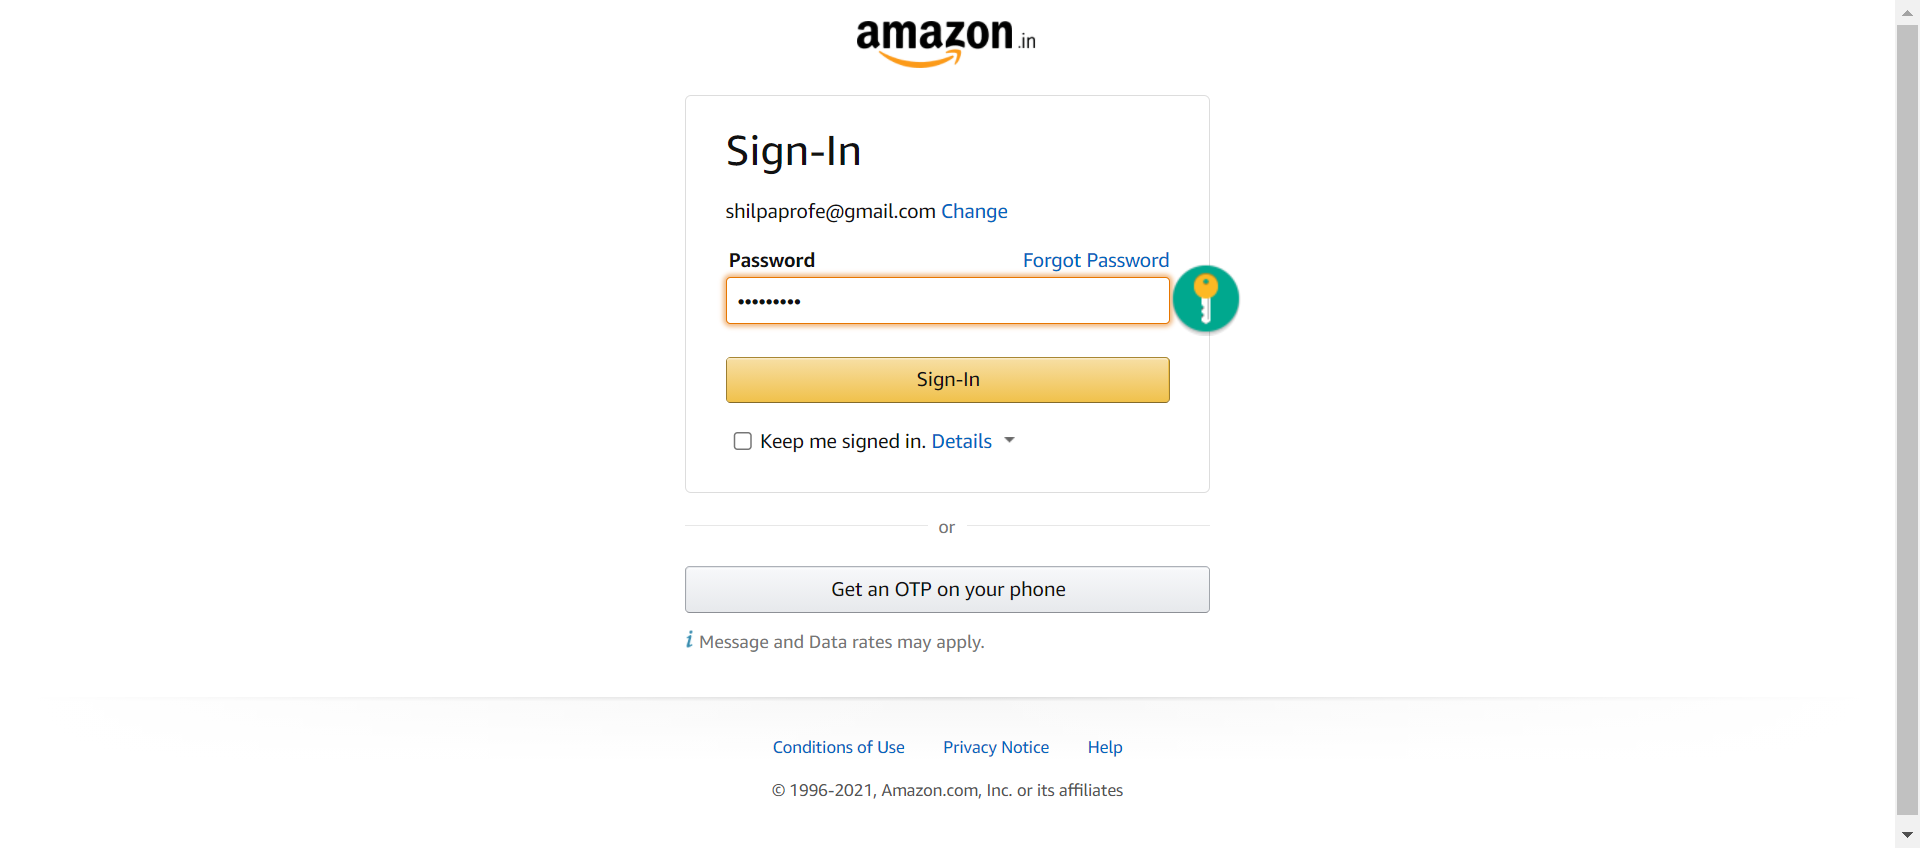 amazon.in
Sign-In
shilpaprofe@gmail.com Change
Password Forgot Password
•••••••••
Sign-In
Keep me signed in. Details
or
Get an OTP on your phone
i Message and Data rates may apply.
Conditions of Use Privacy Notice Help
© 1996-2021, Amazon.com, Inc. or its affiliates